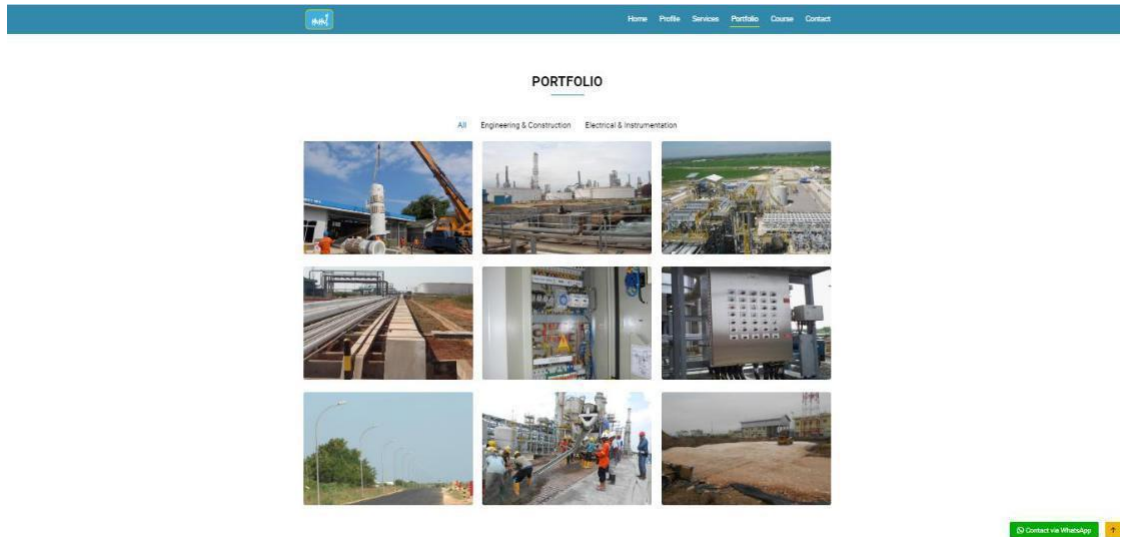 Home Profile Services Portfolio Course Contact
PORTFOLIO
All Engineering & Construction Electrical & Instrumentation
Contact via WhatsApp